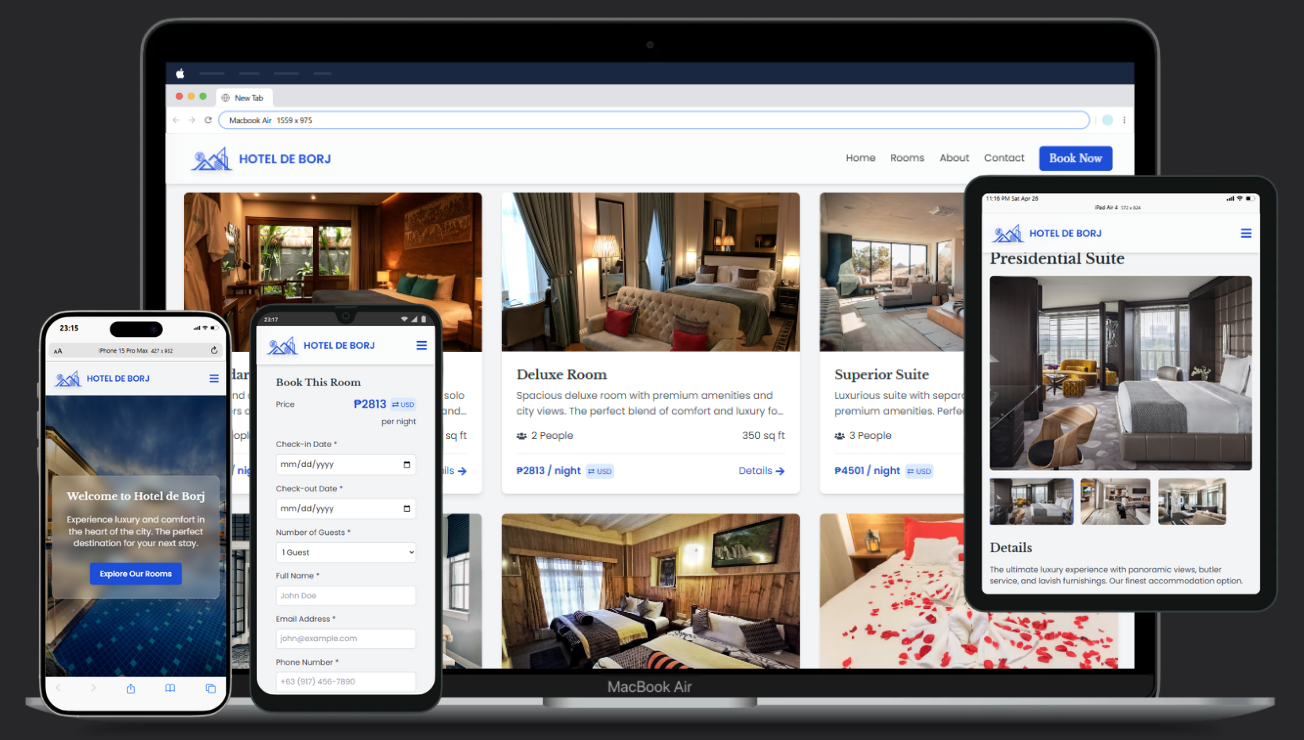 New Tab
Macbook Air 1559 x 975
HOTEL DE BORJ
Home Rooms About Contact Book Now
Deluxe Room
Spacious deluxe room with premium amenities and
city views. The perfect blend of comfort and luxury fo...
2 People 350 sq ft
₱2813 / night ⇄ USD Details →
Superior Suite
Luxurious suite with separ
premium amenities. Perfe
3 People
₱4501 / night ⇄ USD
solo
and...
sq ft
ils →
MacBook Air
23:15
AA iPhone 15 Pro Max 427 x 932
HOTEL DE BORJ
Welcome to Hotel de Borj
Experience luxury and comfort in
the heart of the city. The perfect
destination for your next stay.
Explore Our Rooms
23:17
HOTEL DE BORJ
Book This Room
Price ₱2813 ⇄ USD
per night
Check-in Date *
mm/dd/yyyy
Check-out Date *
mm/dd/yyyy
Number of Guests *
1 Guest
Full Name *
John Doe
Email Address *
john@example.com
Phone Number *
+63 (917) 456-7890
11:16 PM Sat Apr 26
iPad Air 4 572 x 824
HOTEL DE BORJ
Presidential Suite
Details
The ultimate luxury experience with panoramic views, butler
service, and lavish furnishings. Our finest accommodation option.